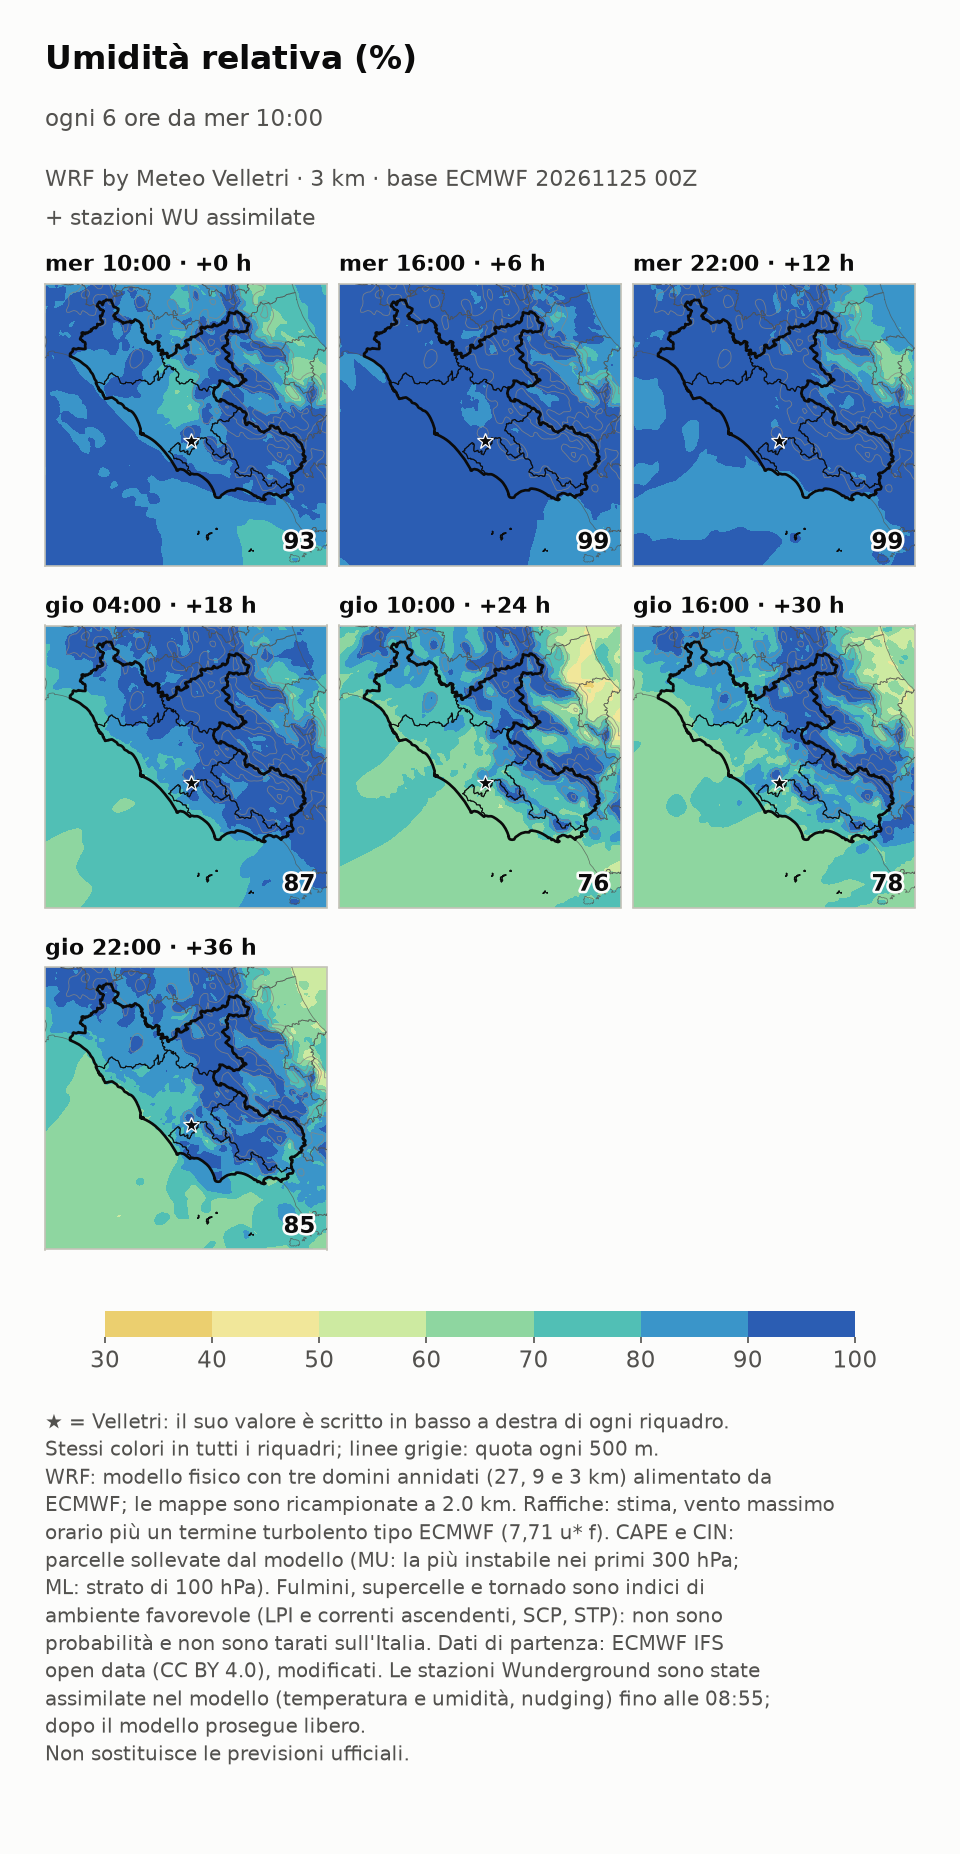 Umidità relativa (%)
ogni 6 ore da mer 10:00
WRF by Meteo Velletri · 3 km · base ECMWF 20261125 00Z
+ stazioni WU assimilate
mer 10:00 · +0 h
mer 16:00 · +6 h
mer 22:00 · +12 h
93
99
99
gio 04:00 · +18 h
gio 10:00 · +24 h
gio 16:00 · +30 h
87
76
78
gio 22:00 · +36 h
85
30 40 50 60 70 80 90 100
★ = Velletri: il suo valore è scritto in basso a destra di ogni riquadro.
Stessi colori in tutti i riquadri; linee grigie: quota ogni 500 m.
WRF: modello fisico con tre domini annidati (27, 9 e 3 km) alimentato da
ECMWF; le mappe sono ricampionate a 2.0 km. Raffiche: stima, vento massimo
orario più un termine turbolento tipo ECMWF (7,71 u* f). CAPE e CIN:
parcelle sollevate dal modello (MU: la più instabile nei primi 300 hPa;
ML: strato di 100 hPa). Fulmini, supercelle e tornado sono indici di
ambiente favorevole (LPI e correnti ascendenti, SCP, STP): non sono
probabilità e non sono tarati sull'Italia. Dati di partenza: ECMWF IFS
open data (CC BY 4.0), modificati. Le stazioni Wunderground sono state
assimilate nel modello (temperatura e umidità, nudging) fino alle 08:55;
dopo il modello prosegue libero.
Non sostituisce le previsioni ufficiali.